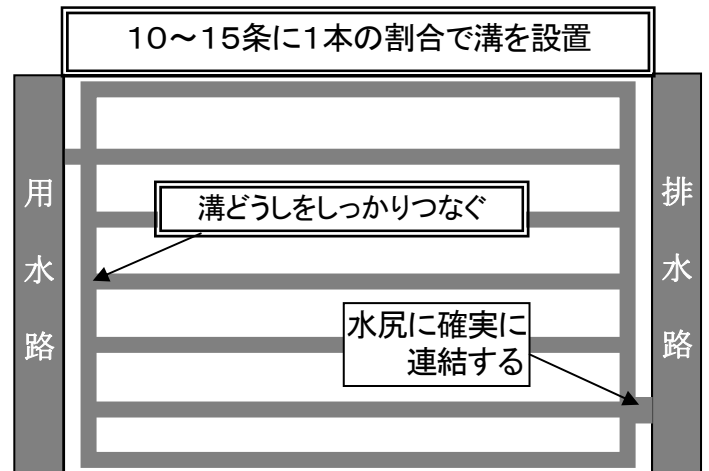 10～15条に1本の割合で溝を設置
用水路
溝どうしをしっかりつなぐ
排水路
水尻に確実に
連結する